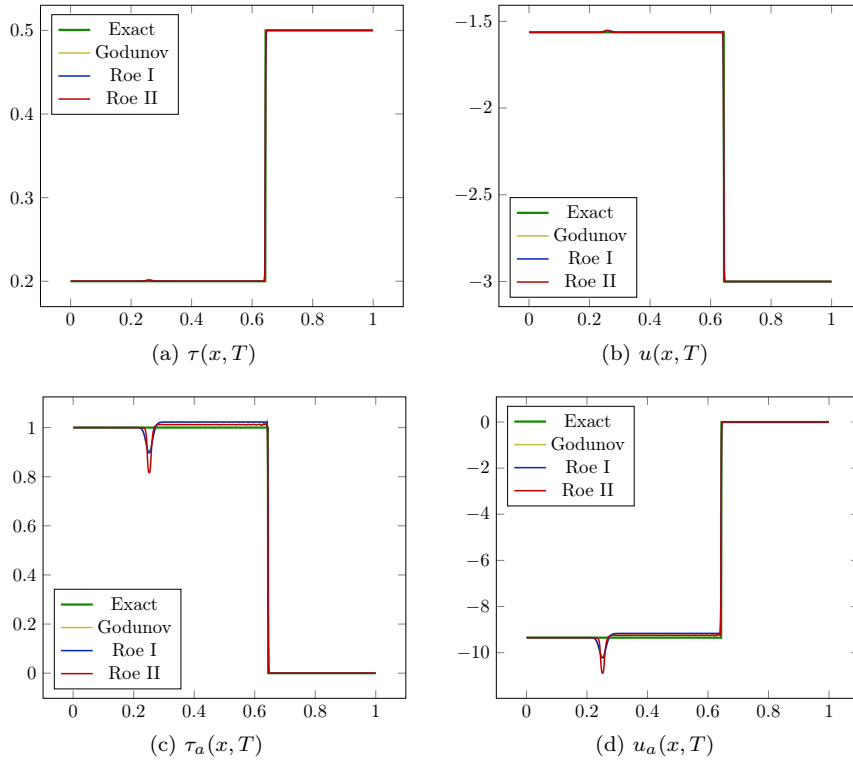 0.5
0.4
0.3
0.2
0 0.2 0.4 0.6 0.8 1
Exact
Godunov
Roe I
Roe II
(a) τ(x, T)
−1.5
−2
−2.5
−3
0 0.2 0.4 0.6 0.8 1
Exact
Godunov
Roe I
Roe II
(b) u(x, T)
1
0.8
0.6
0.4
0.2
0
0 0.2 0.4 0.6 0.8 1
Exact
Godunov
Roe I
Roe II
(c) τₐ(x, T)
0
−2
−4
−6
−8
−10
0 0.2 0.4 0.6 0.8 1
Exact
Godunov
Roe I
Roe II
(d) uₐ(x, T)